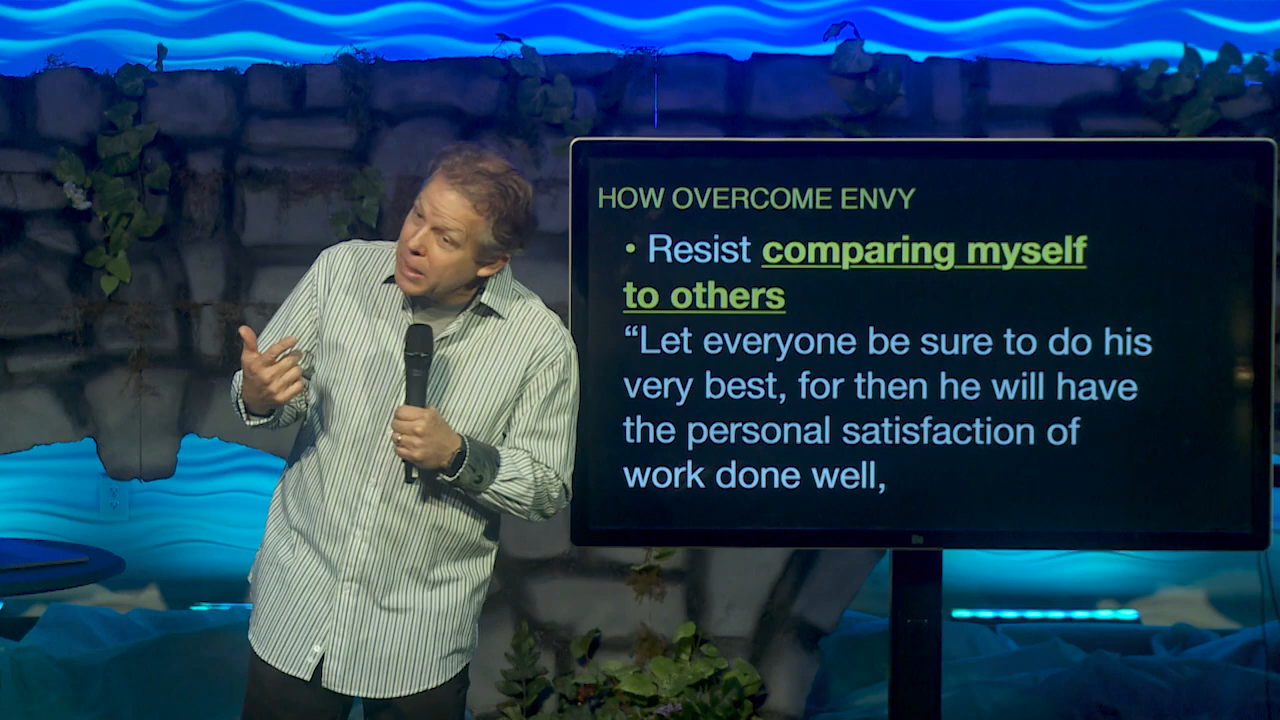 HOW OVERCOME ENVY
• Resist comparing myself
to others
“Let everyone be sure to do his
very best, for then he will have
the personal satisfaction of
work done well,